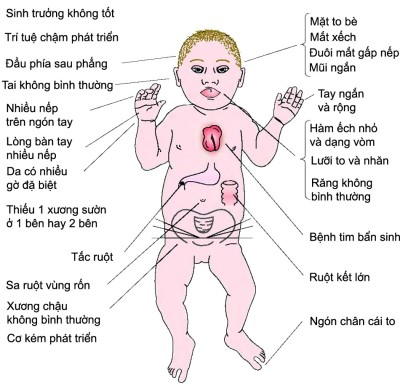 Sinh trưởng không tốt
Trí tuệ chậm phát triển
Đầu phía sau phẳng
Tai không bình thường
Nhiều nếp
trên ngón tay
Lòng bàn tay
nhiều nếp
Da có nhiều
gờ đặ biệt
Thiếu 1 xương sườn
ở 1 bên hay 2 bên
Tắc ruột
Sa ruột vùng rốn
Xương chậu
không bình thường
Cơ kém phát triển
Mặt to bè
Mắt xếch
Đuôi mắt gấp nếp
Mũi ngắn
Tay ngắn
và rộng
Hàm ếch nhỏ
và dạng vòm
Lưỡi to và nhăn
Răng không
bình thường
Bệnh tim bẩn sinh
Ruột kết lớn
Ngón chân cái to